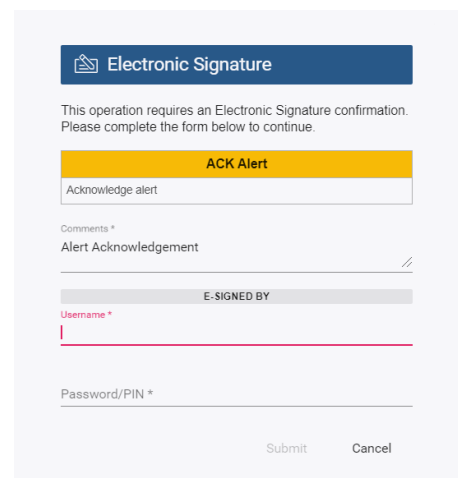 Electronic Signature
This operation requires an Electronic Signature confirmation.
Please complete the form below to continue.
ACK Alert
Acknowledge alert
Comments *
Alert Acknowledgement
E-SIGNED BY
Username *
Password/PIN *
Submit Cancel